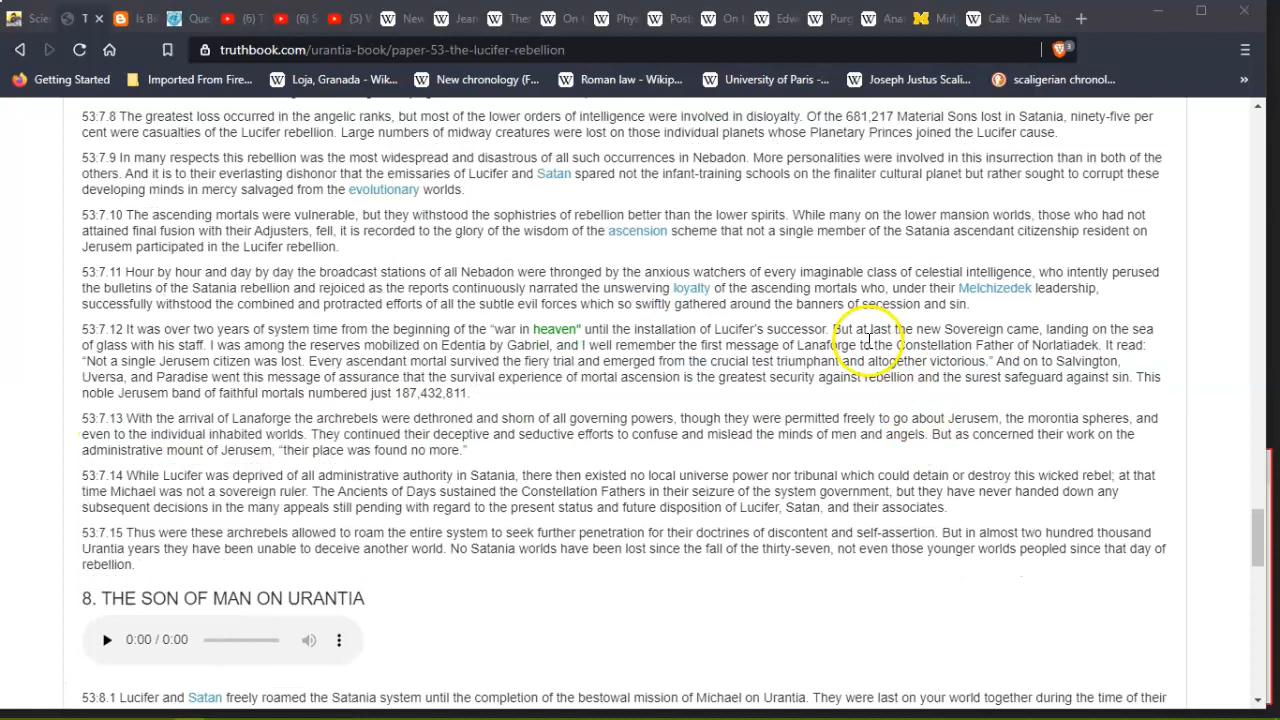 Scie
T
Is B
Que
(6) T
(6) S
(5) V
New
Jean
Ther
On t
Phy
Post
On t
Edw
Purg
Ana
Mirl
Cate
New Tab
truthbook.com/urantia-book/paper-53-the-lucifer-rebellion
3
Getting Started
Imported From Fire...
Loja, Granada - Wik...
New chronology (F...
Roman law - Wikip...
University of Paris -...
Joseph Justus Scali...
scaligerian chronol...
»
53:7.8 The greatest loss occurred in the angelic ranks, but most of the lower orders of intelligence were involved in disloyalty. Of the 681,217 Material Sons lost in Satania, ninety-five per
cent were casualties of the Lucifer rebellion. Large numbers of midway creatures were lost on those individual planets whose Planetary Princes joined the Lucifer cause.
53:7.9 In many respects this rebellion was the most widespread and disastrous of all such occurrences in Nebadon. More personalities were involved in this insurrection than in both of the
others. And it is to their everlasting dishonor that the emissaries of Lucifer and Satan spared not the infant-training schools on the finaliter cultural planet but rather sought to corrupt these
developing minds in mercy salvaged from the evolutionary worlds.
53:7.10 The ascending mortals were vulnerable, but they withstood the sophistries of rebellion better than the lower spirits. While many on the lower mansion worlds, those who had not
attained final fusion with their Adjusters, fell, it is recorded to the glory of the wisdom of the ascension scheme that not a single member of the Satania ascendant citizenship resident on
Jerusem participated in the Lucifer rebellion.
53:7.11 Hour by hour and day by day the broadcast stations of all Nebadon were thronged by the anxious watchers of every imaginable class of celestial intelligence, who intently perused
the bulletins of the Satania rebellion and rejoiced as the reports continuously narrated the unswerving loyalty of the ascending mortals who, under their Melchizedek leadership,
successfully withstood the combined and protracted efforts of all the subtle evil forces which so swiftly gathered around the banners of secession and sin.
53:7.12 It was over two years of system time from the beginning of the “war in heaven” until the installation of Lucifer’s successor. But at last the new Sovereign came, landing on the sea
of glass with his staff. I was among the reserves mobilized on Edentia by Gabriel, and I well remember the first message of Lanaforge to the Constellation Father of Norlatiadek. It read:
“Not a single Jerusem citizen was lost. Every ascendant mortal survived the fiery trial and emerged from the crucial test triumphant and altogether victorious.” And on to Salvington,
Uversa, and Paradise went this message of assurance that the survival experience of mortal ascension is the greatest security against rebellion and the surest safeguard against sin. This
noble Jerusem band of faithful mortals numbered just 187,432,811.
53:7.13 With the arrival of Lanaforge the archrebels were dethroned and shorn of all governing powers, though they were permitted freely to go about Jerusem, the morontia spheres, and
even to the individual inhabited worlds. They continued their deceptive and seductive efforts to confuse and mislead the minds of men and angels. But as concerned their work on the
administrative mount of Jerusem, “their place was found no more.”
53:7.14 While Lucifer was deprived of all administrative authority in Satania, there then existed no local universe power nor tribunal which could detain or destroy this wicked rebel; at that
time Michael was not a sovereign ruler. The Ancients of Days sustained the Constellation Fathers in their seizure of the system government, but they have never handed down any
subsequent decisions in the many appeals still pending with regard to the present status and future disposition of Lucifer, Satan, and their associates.
53:7.15 Thus were these archrebels allowed to roam the entire system to seek further penetration for their doctrines of discontent and self-assertion. But in almost two hundred thousand
Urantia years they have been unable to deceive another world. No Satania worlds have been lost since the fall of the thirty-seven, not even those younger worlds peopled since that day of
rebellion.
8. THE SON OF MAN ON URANTIA
0:00 / 0:00
53:8.1 Lucifer and Satan freely roamed the Satania system until the completion of the bestowal mission of Michael on Urantia. They were last on your world together during the time of their